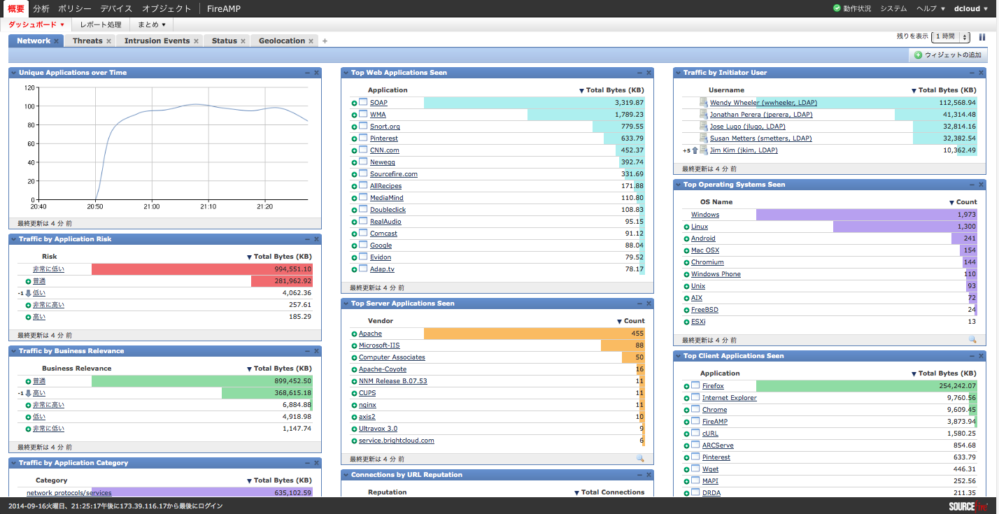 概要 分析 ポリシー デバイス オブジェクト FireAMP 動作状況 システム ヘルプ ▼ dcloud ▼
ダッシュボード ▼ レポート処理 まとめ ▼
Network × Threats × Intrusion Events × Status × Geolocation × + 残りを表示 1 時間
ウィジェットの追加
Unique Applications over Time
120
100
80
60
40
20
0
20:40 20:50 21:00 21:10 21:20
最終更新は 4 分 前
Traffic by Application Risk
Risk ▼ Total Bytes (KB)
非常に低い 994,551.10
普通 281,962.92
-1 低い 4,062.36
非常に高い 257.61
高い 185.29
最終更新は 4 分 前
Traffic by Business Relevance
Business Relevance ▼ Total Bytes (KB)
普通 899,452.50
-1 高い 368,615.18
非常に高い 6,884.88
低い 4,918.98
非常に低い 1,147.74
最終更新は 4 分 前
Traffic by Application Category
Category ▼ Total Bytes (KB)
network protocols/services 635,102.59
Top Web Applications Seen
Application ▼ Total Bytes (KB)
SOAP 3,319.87
WMA 1,789.23
Snort.org 779.55
Pinterest 633.79
CNN.com 452.37
Newegg 392.74
Sourcefire.com 331.69
AllRecipes 171.88
MediaMind 110.80
Doubleclick 108.83
RealAudio 95.15
Comcast 91.12
Google 88.04
Evidon 79.52
Adap.tv 78.17
最終更新は 4 分 前
Top Server Applications Seen
Vendor ▼ Count
Apache 455
Microsoft-IIS 88
Computer Associates 50
Apache-Coyote 16
NNM Release B.07.53 11
CUPS 11
nginx 11
axis2 10
Ultravox 3.0 9
service.brightcloud.com 6
最終更新は 4 分 前
Connections by URL Reputation
Reputation ▼ Total Connections
Traffic by Initiator User
Username ▼ Total Bytes (KB)
Wendy Wheeler (wwheeler, LDAP) 112,568.94
Jonathan Perera (jperera, LDAP) 41,314.48
Jose Lugo (jlugo, LDAP) 32,814.16
Susan Metters (smetters, LDAP) 32,382.54
+5 Jim Kim (jkim, LDAP) 10,362.49
最終更新は 4 分 前
Top Operating Systems Seen
OS Name ▼ Count
Windows 1,973
Linux 1,300
Android 241
Mac OSX 154
Chromium 144
Windows Phone 110
Unix 93
AIX 72
FreeBSD 24
ESXi 13
最終更新は 4 分 前
Top Client Applications Seen
Application ▼ Total Bytes (KB)
Firefox 254,242.07
Internet Explorer 9,760.56
Chrome 9,609.45
FireAMP 3,873.94
cURL 1,580.25
ARCServe 854.68
Pinterest 633.79
Wget 446.31
MAPI 252.56
DRDA 211.35
2014-09-16火曜日、21:25:17午後に173.39.116.17から最後にログイン SOURCEfire